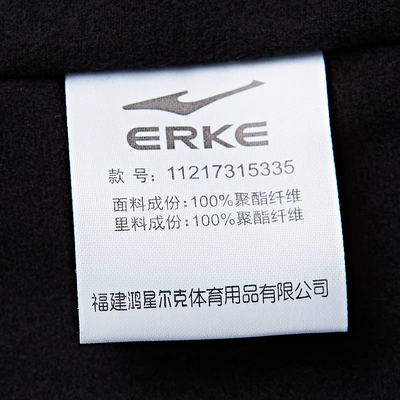 ERKE
款 号: 11217315335
面料成份:100%聚酯纤维
里料成份:100%聚酯纤维
福建鸿星尔克体育用品有限公司